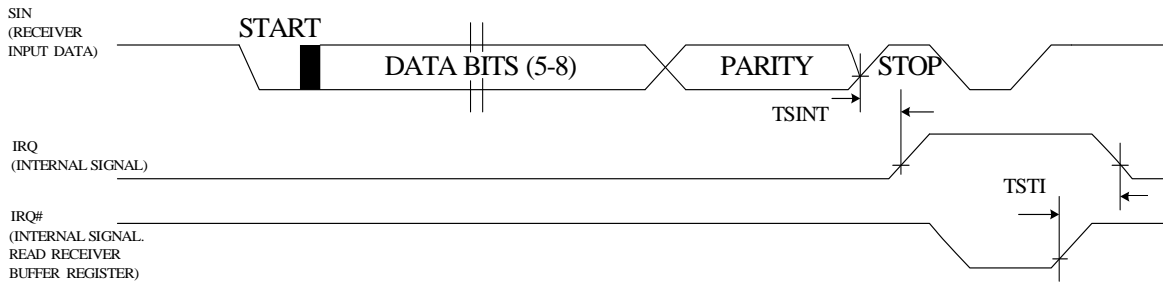 SIN
(RECEIVER
INPUT DATA)
START
DATA BITS (5-8)
PARITY
STOP
TSINT
IRQ
(INTERNAL SIGNAL)
TSTI
IRQ#
(INTERNAL SIGNAL.
READ RECEIVER
BUFFER REGISTER)